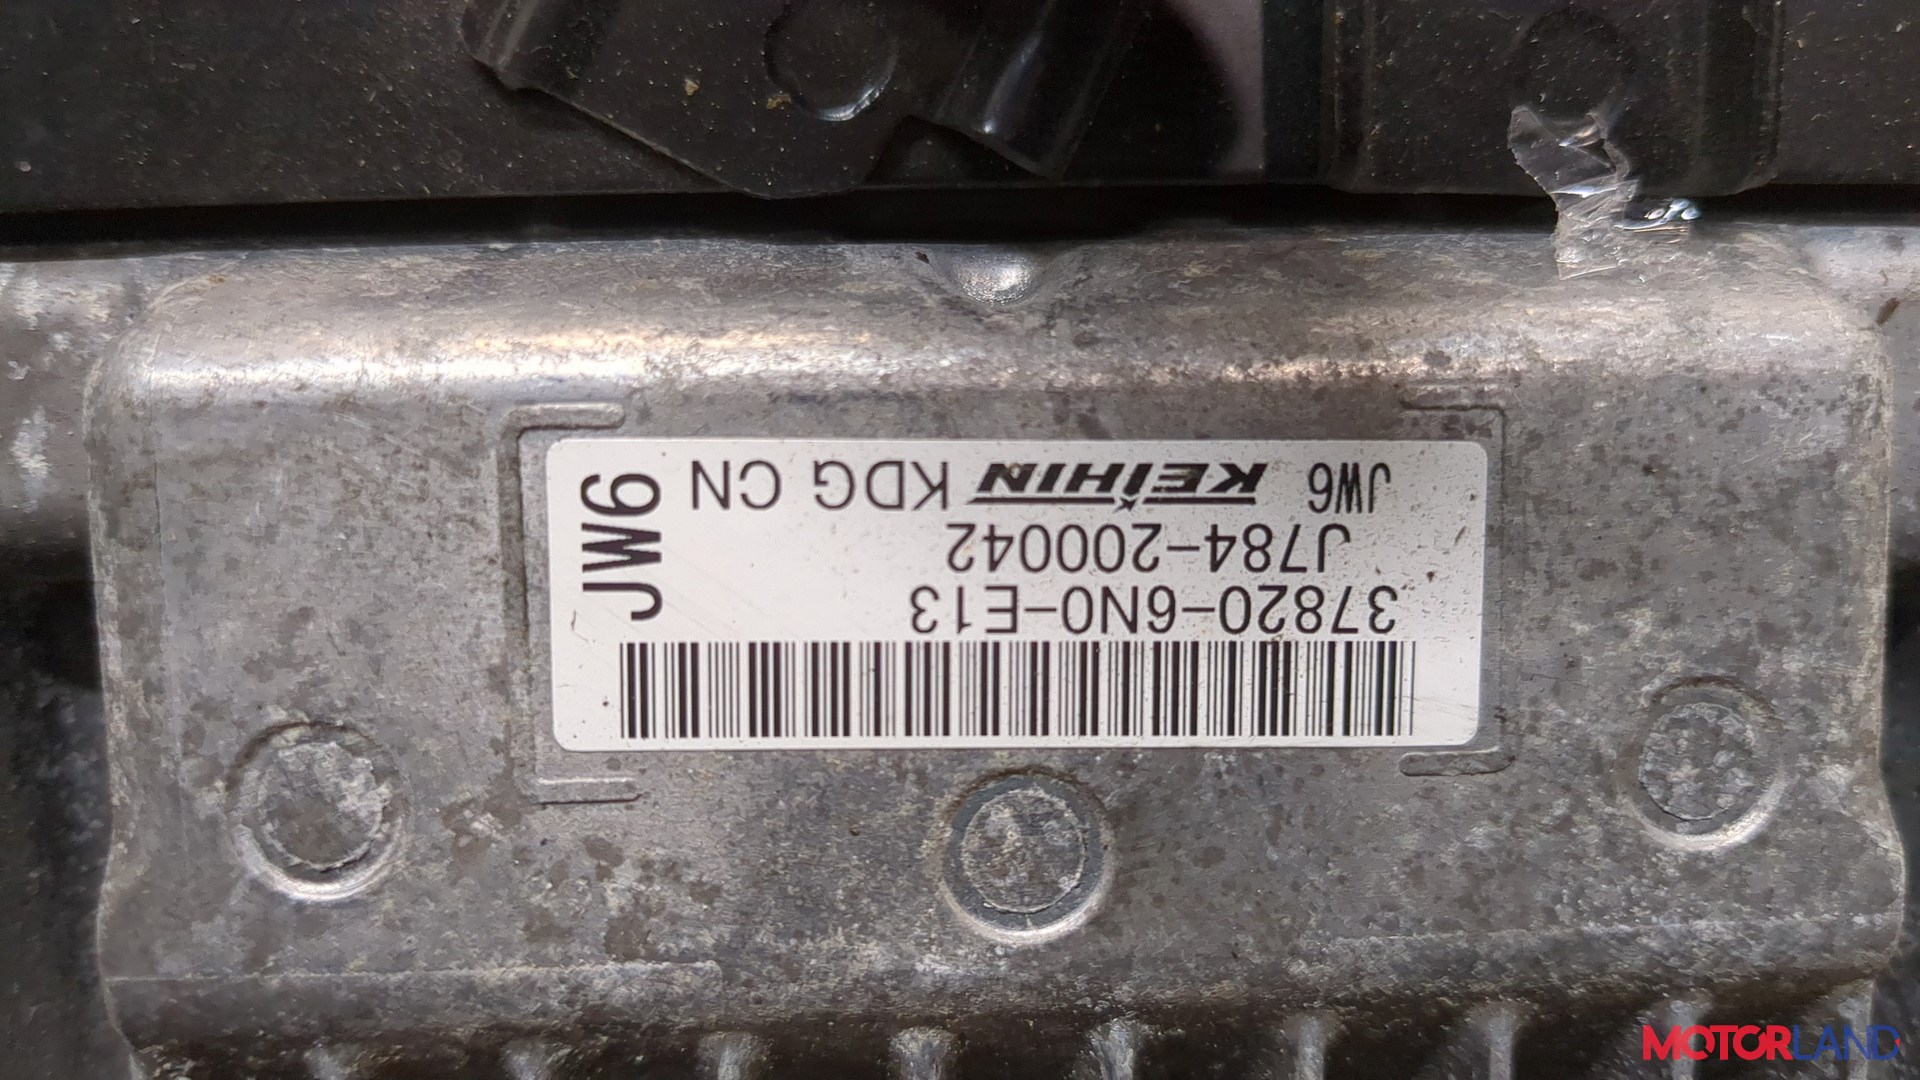 37820-6N0-E13
J784-200042
JW6 KEIHIN KDG CN
JW6
MOTORLAND